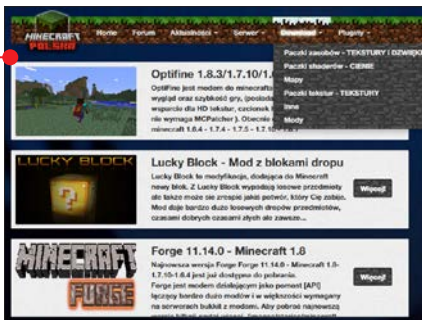 MINECRAFT
POLSKA
Home Forum Aktualności Serwer Download Pluginy
Paczki zasobów - TEKSTURY I DŹWIĘKI
Paczki shaderów - CIENIE
Mapy
Paczki tekstur - TEKSTURY
Inne
Mody
Optifine 1.8.3/1.7.10/1.
Optifine jest modem do minecrafta
wygląd oraz szybkość gry, (posiada
wsparcie dla HD tekstur, czcionek
nie wymaga MCPatcher ). Obecnie
minecraft 1.6.4 - 1.7.4 - 1.7.5 - 1.7.10 -
LUCKY BLOCK
?
Lucky Block - Mod z blokami dropu
Lucky Block to modyfikacja, dodająca do Minecraft
nowy blok. Z Lucky Block wypadają losowe przedmioty
ale także może się zrespić jakiś potwór, który Cię zabije.
Mod daje bardzo dużo losowych dropów przedmiotów,
czasami dobrych czasami złych ale zawsze...
Więcej!
MINECRAFT
FORGE
Forge 11.14.0 - Minecraft 1.8
Najnowsza wersja Forge Forge 11.14.0 - Minecraft 1.8-
1.7.10-1.6.4 jest już dostępna do pobrania.
Forge jest modem działającym jako pomost [API]
łączący bardzo dużo modów i w większości wymagany
na serwerach bukkit z modami. Aby pobrać najnowszą
Więcej!